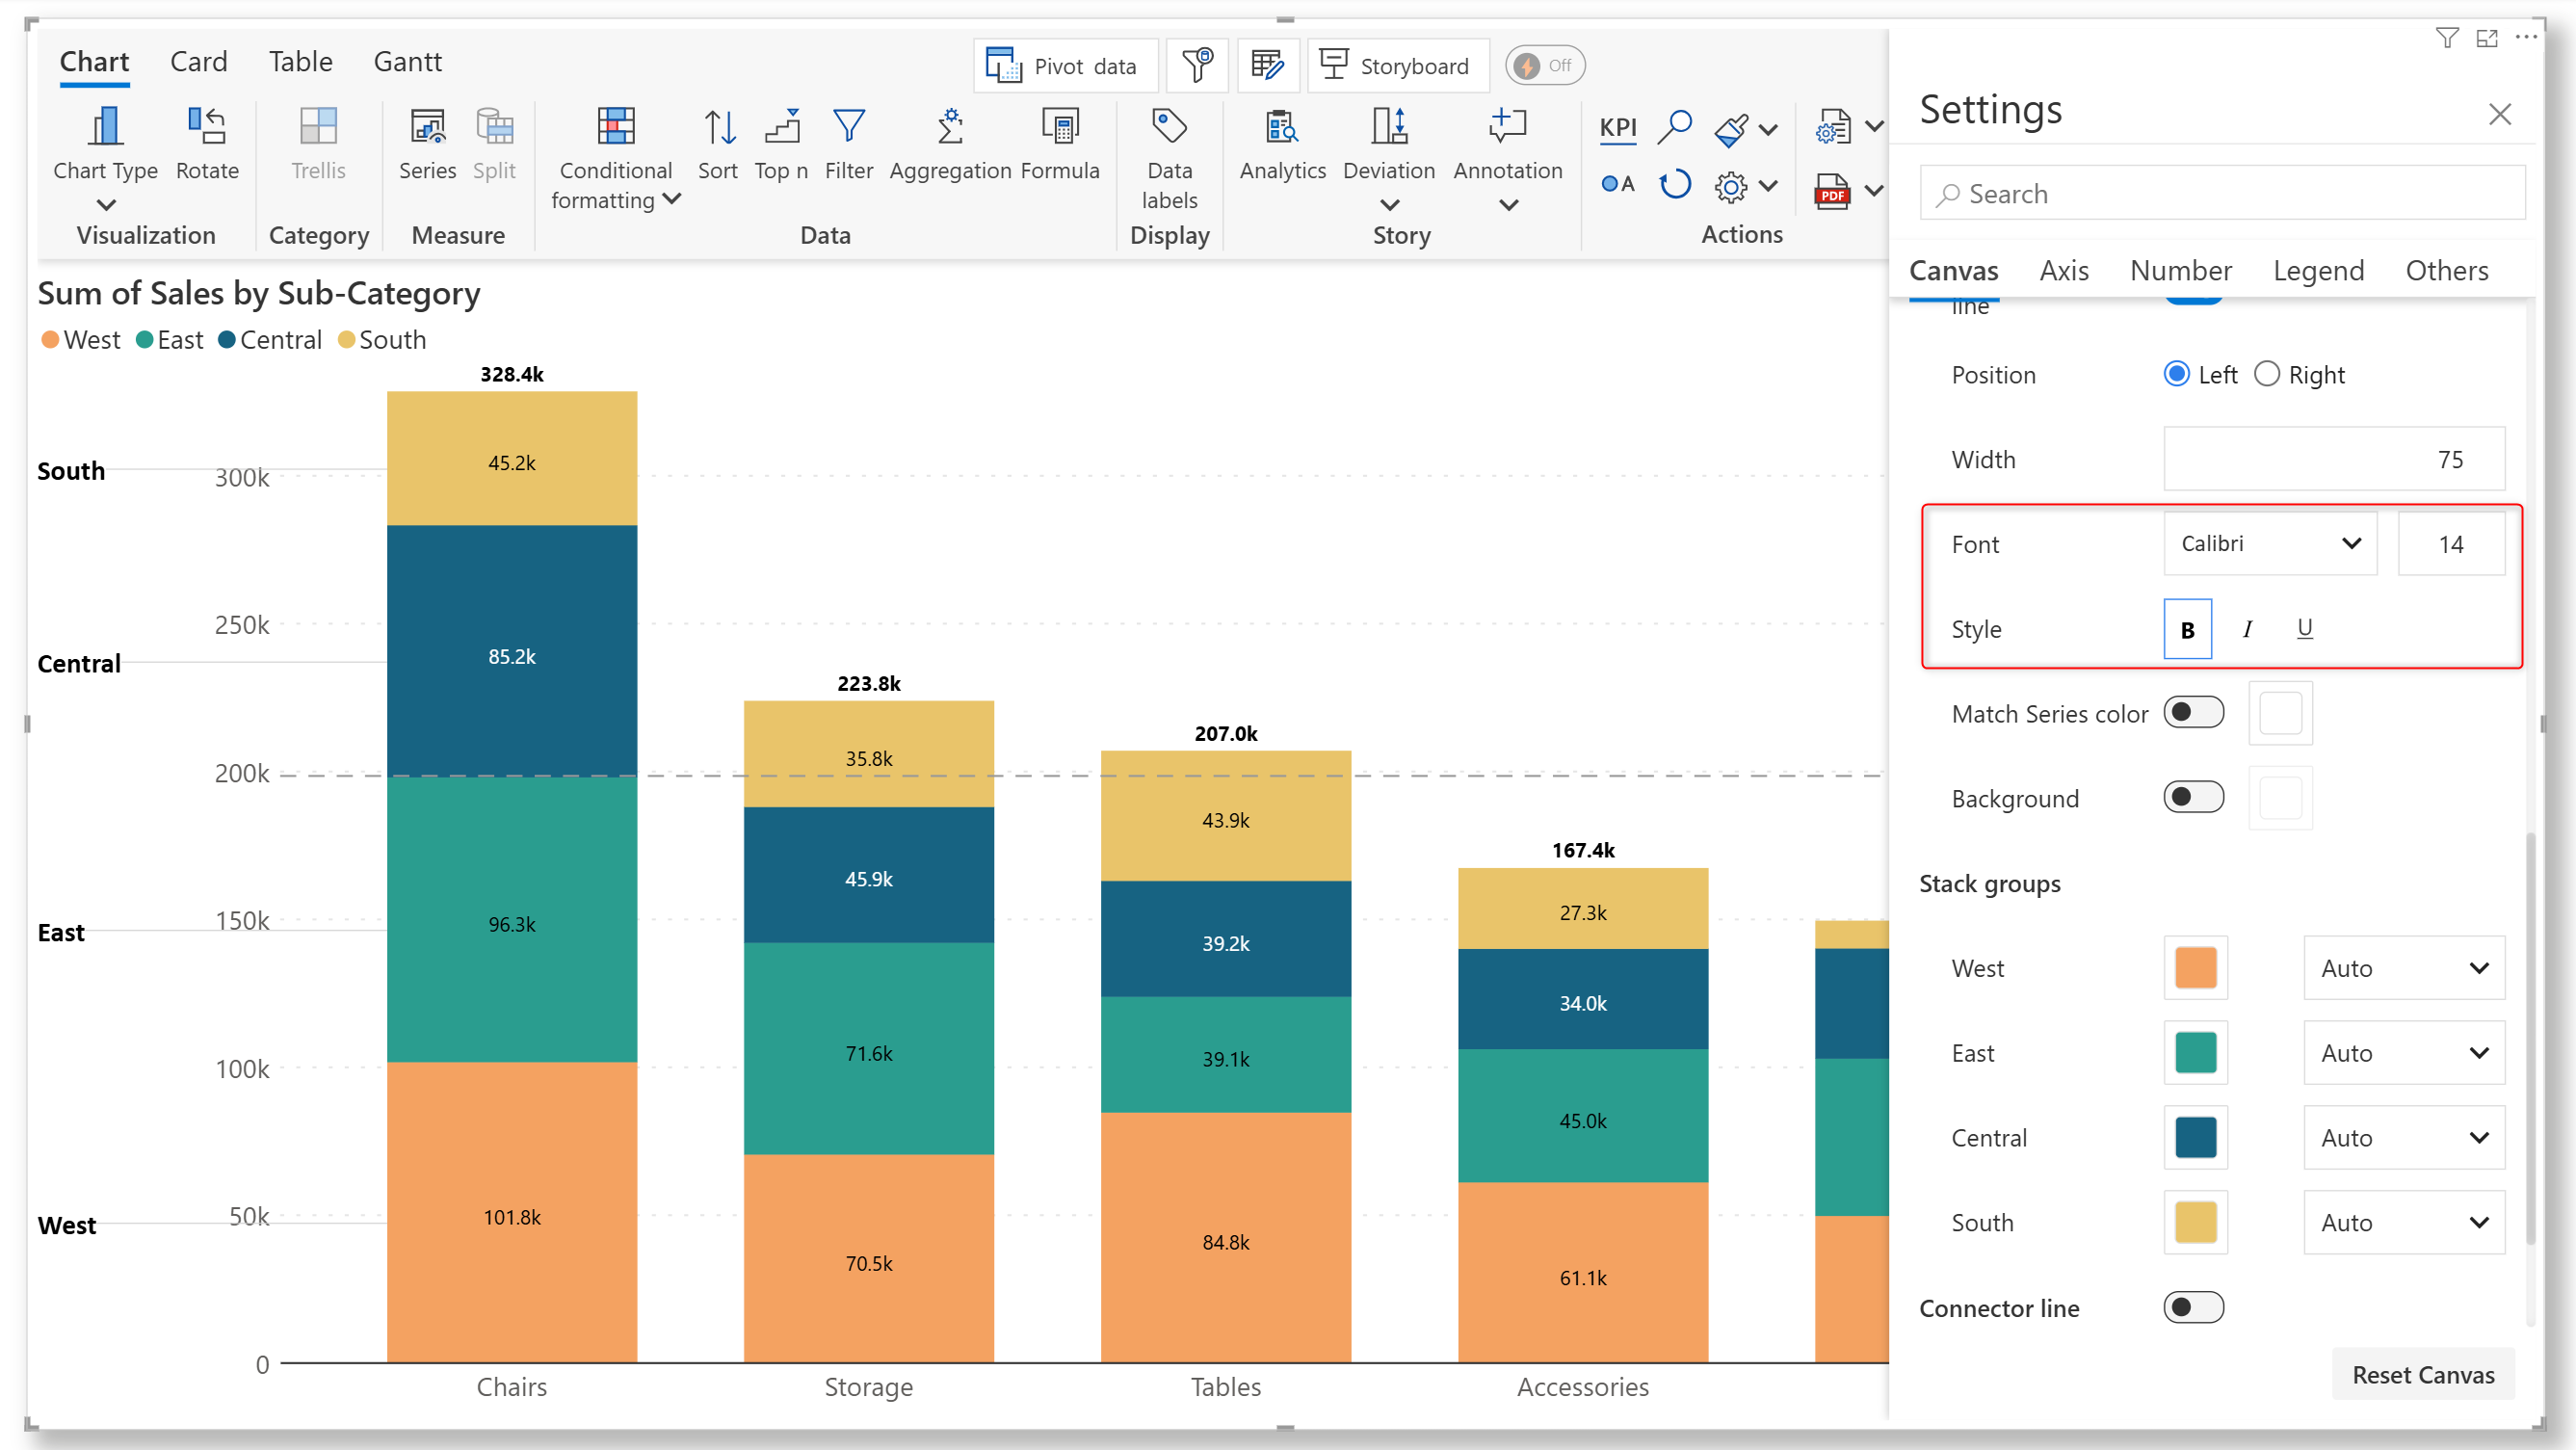 Chart Card Table Gantt
Pivot data Storyboard Off
Chart Type Rotate Trellis Series Split Conditional formatting Sort Top n Filter Aggregation Formula Data labels Analytics Deviation Annotation KPI A PDF
Visualization Category Measure Data Display Story Actions
Sum of Sales by Sub-Category
West East Central South
328.4k
South 300k 45.2k
250k
Central 85.2k
223.8k
207.0k
35.8k
200k
43.9k
167.4k
45.9k
27.3k
East 150k 96.3k
39.2k
34.0k
71.6k
39.1k
100k
45.0k
West 50k 101.8k
84.8k
70.5k
61.1k
0
Chairs Storage Tables Accessories
Settings
Search
Canvas Axis Number Legend Others
line
Position Left Right
Width 75
Font Calibri 14
Style B I U
Match Series color
Background
Stack groups
West Auto
East Auto
Central Auto
South Auto
Connector line
Reset Canvas